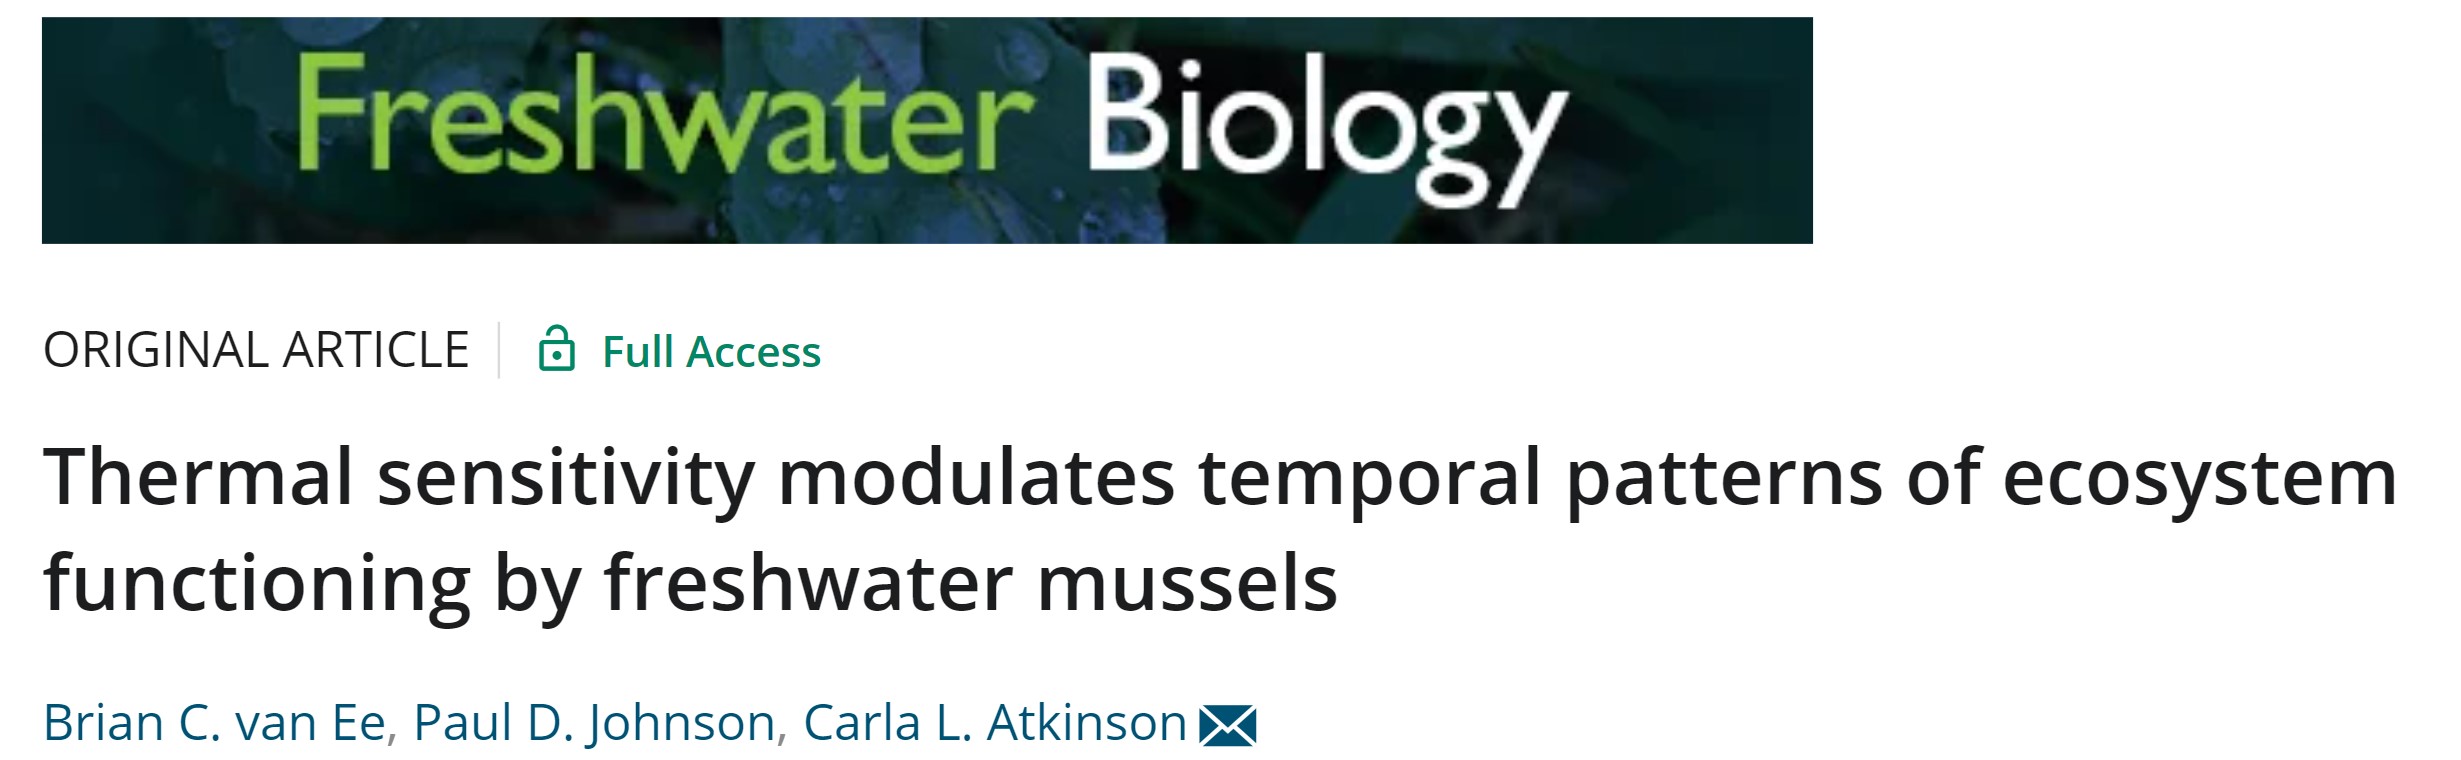 Freshwater Biology
ORIGINAL ARTICLE Full Access
Thermal sensitivity modulates temporal patterns of ecosystem
functioning by freshwater mussels
Brian C. van Ee, Paul D. Johnson, Carla L. Atkinson